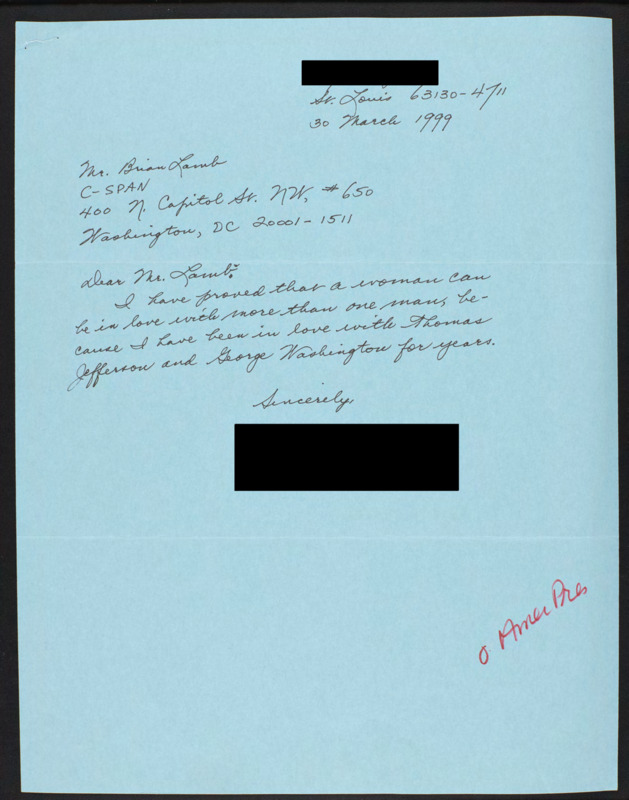 St. Louis 63130-4711
30 March 1999
Mr. Brian Lamb
C-SPAN
400 N. Capitol St. NW, #650
Washington, DC 20001-1511
Dear Mr. Lamb:
I have proved that a woman can
be in love with more than one man, be-
cause I have been in love with Thomas
Jefferson and George Washington for years.
Sincerely,
Amer Pres